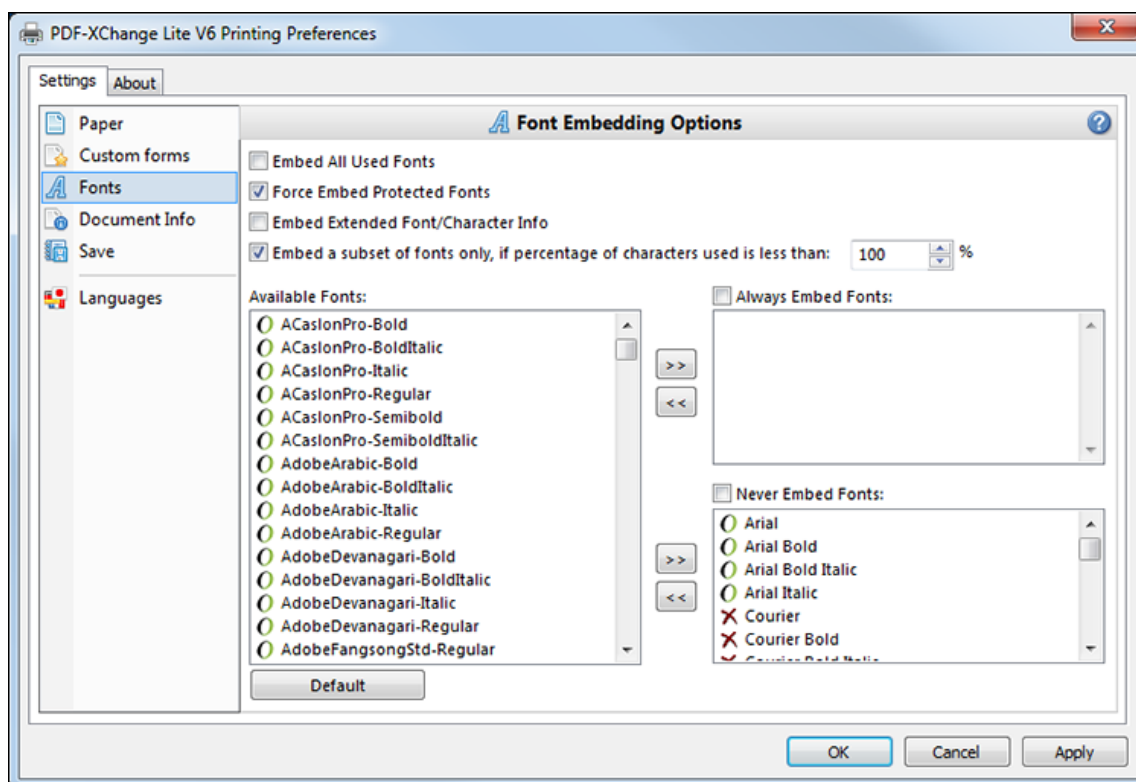 PDF-XChange Lite V6 Printing Preferences
Settings
About
Paper
Custom forms
Fonts
Document Info
Save
Languages
Font Embedding Options
Embed All Used Fonts
Force Embed Protected Fonts
Embed Extended Font/Character Info
Embed a subset of fonts only, if percentage of characters used is less than: 100 %
Available Fonts:
ACaslonPro-Bold
ACaslonPro-BoldItalic
ACaslonPro-Italic
ACaslonPro-Regular
ACaslonPro-Semibold
ACaslonPro-SemiboldItalic
AdobeArabic-Bold
AdobeArabic-BoldItalic
AdobeArabic-Italic
AdobeArabic-Regular
AdobeDevanagari-Bold
AdobeDevanagari-BoldItalic
AdobeDevanagari-Italic
AdobeDevanagari-Regular
AdobeFangsongStd-Regular
Default
>>
<<
Always Embed Fonts:
>>
<<
Never Embed Fonts:
Arial
Arial Bold
Arial Bold Italic
Arial Italic
Courier
Courier Bold
Courier Bold Italic
OK
Cancel
Apply